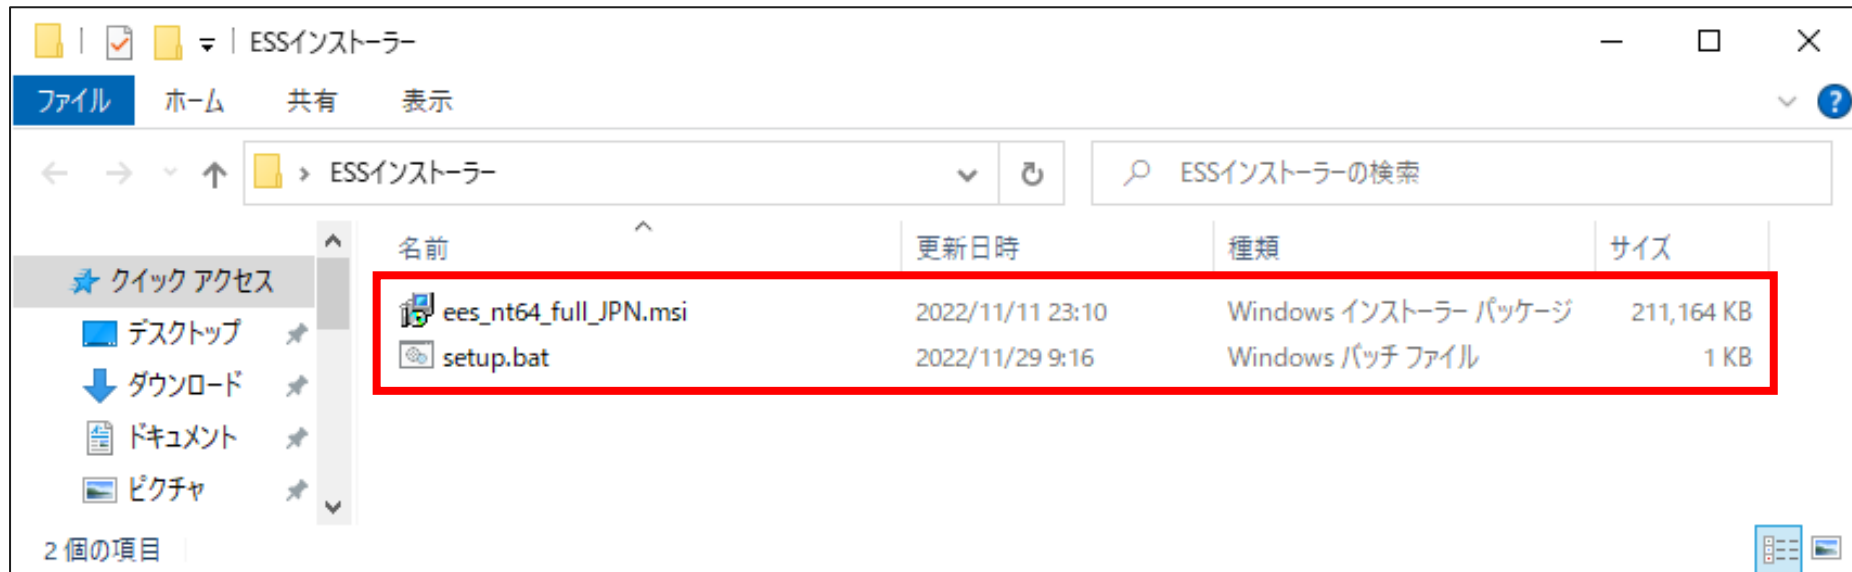 ESSインストーラー
ファイル ホーム 共有 表示
ESSインストーラー ESSインストーラーの検索
名前 更新日時 種類 サイズ
クイック アクセス
ees_nt64_full_JPN.msi 2022/11/11 23:10 Windows インストーラー パッケージ 211,164 KB
デスクトップ
setup.bat 2022/11/29 9:16 Windows バッチ ファイル 1 KB
ダウンロード
ドキュメント
ピクチャ
2 個の項目